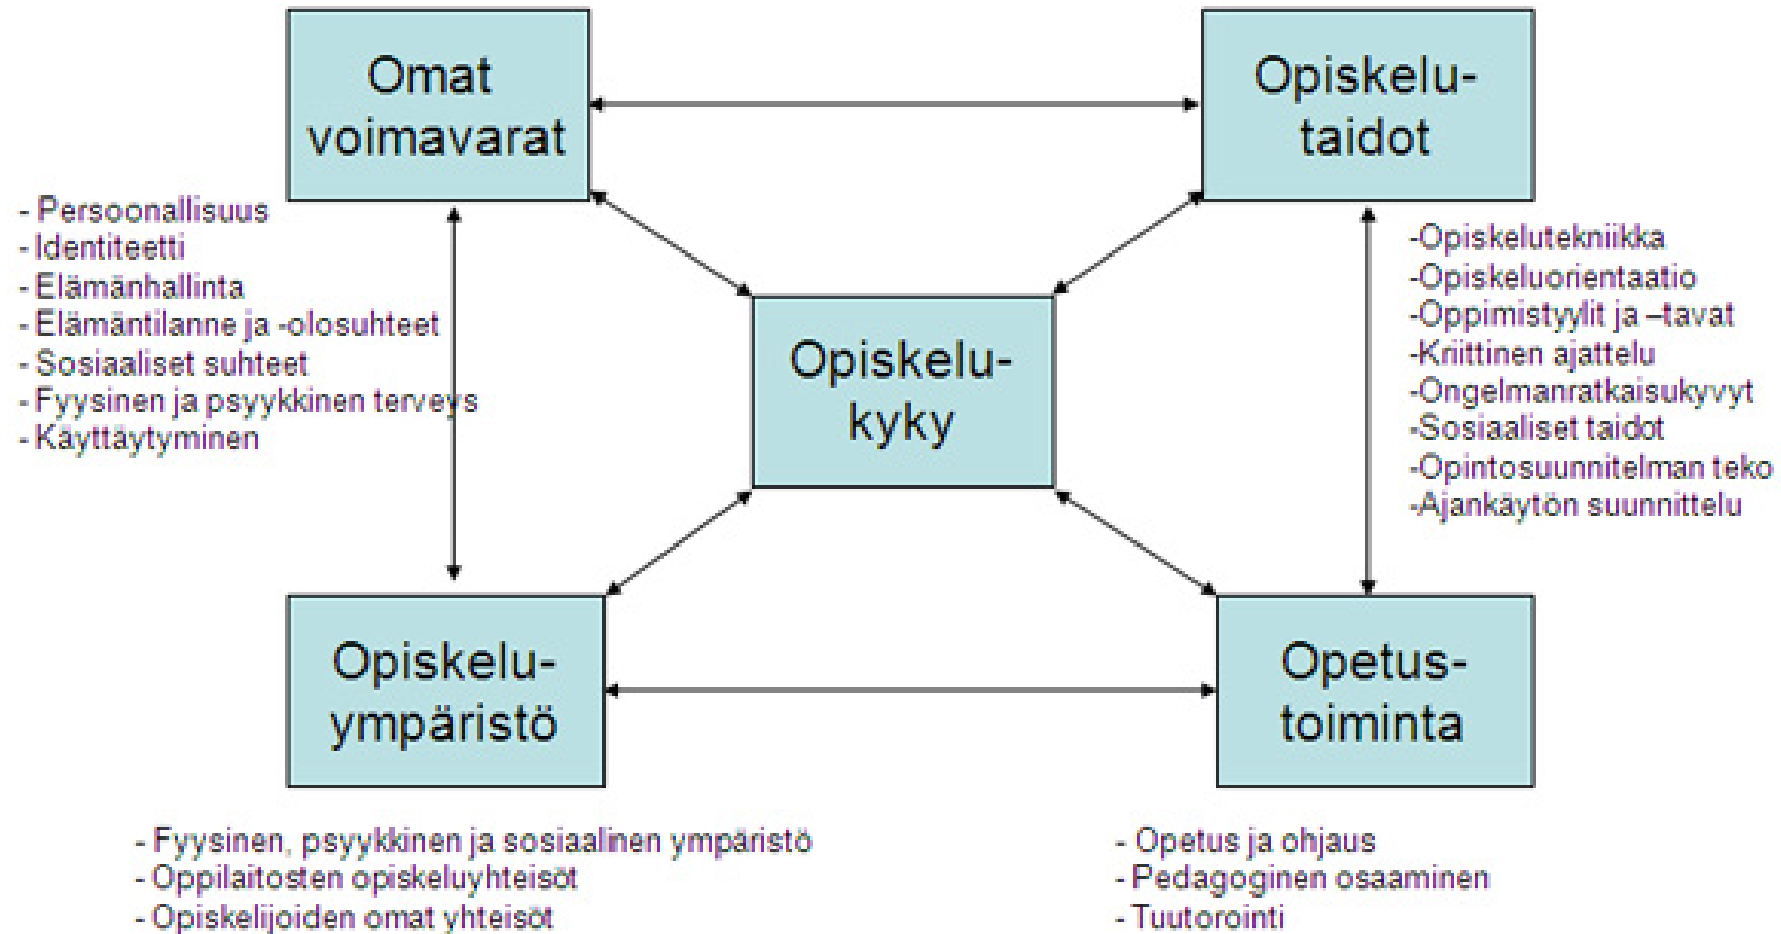 Omat
voimavarat
Opiskelu-
taidot
- Persoonallisuus
- Identiteetti
- Elämänhallinta
- Elämäntilanne ja -olosuhteet
- Sosiaaliset suhteet
- Fyysinen ja psyykkinen terveys
- Käyttäytyminen
-Opiskelutekniikka
-Opiskeluorientaatio
-Oppimistyylit ja –tavat
-Kriittinen ajattelu
-Ongelmanratkaisukyvyt
-Sosiaaliset taidot
-Opintosuunnitelman teko
-Ajankäytön suunnittelu
Opiskelu-
kyky
Opiskelu-
ympäristö
Opetus-
toiminta
- Fyysinen, psyykkinen ja sosiaalinen ympäristö
- Oppilaitosten opiskeluyhteisöt
- Opiskelijoiden omat yhteisöt
- Opetus ja ohjaus
- Pedagoginen osaaminen
- Tuutorointi